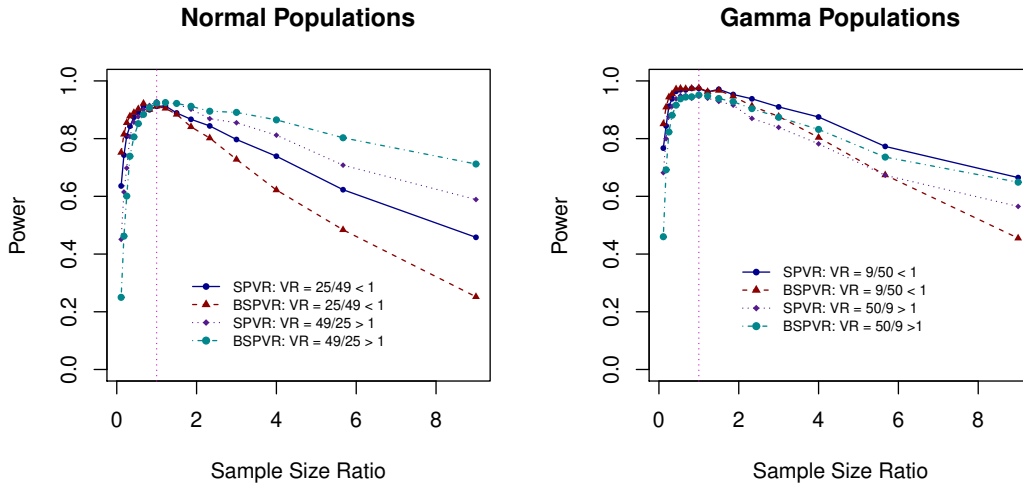 Normal Populations
Power
0.0 0.2 0.4 0.6 0.8 1.0
SPVR: VR = 25/49 < 1
BSPVR: VR = 25/49 < 1
SPVR: VR = 49/25 > 1
BSPVR: VR = 49/25 > 1
0 2 4 6 8
Sample Size Ratio
Gamma Populations
Power
0.0 0.2 0.4 0.6 0.8 1.0
SPVR: VR = 9/50 < 1
BSPVR: VR = 9/50 < 1
SPVR: VR = 50/9 > 1
BSPVR: VR = 50/9 >1
0 2 4 6 8
Sample Size Ratio